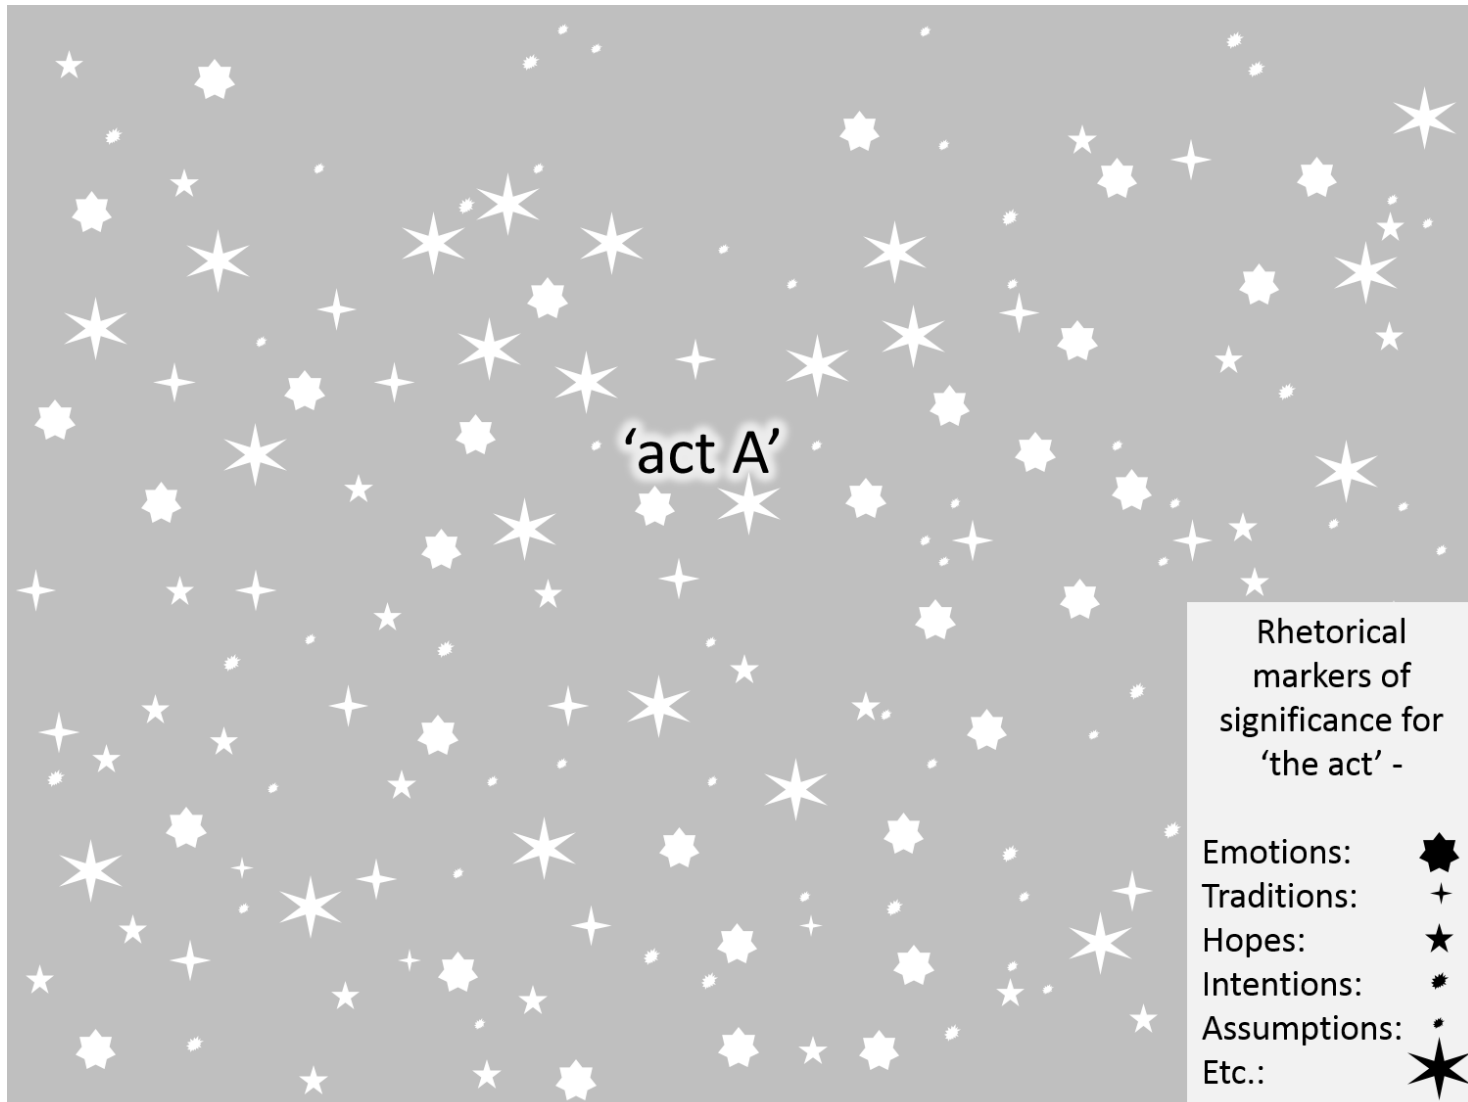 ‘act A’
Rhetorical
markers of
significance for
‘the act’ -
Emotions:
Traditions:
Hopes:
Intentions:
Assumptions:
Etc.: